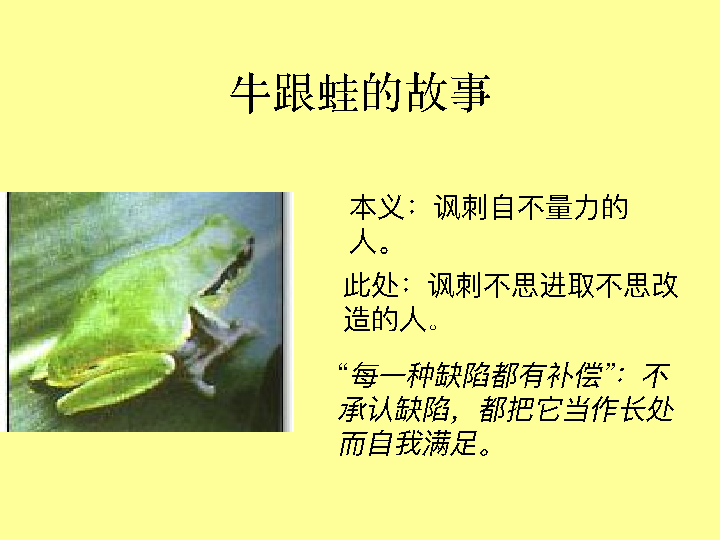 牛跟蛙的故事
本义：讽刺自不量力的
人。
此处：讽刺不思进取不思改
造的人。
“每一种缺陷都有补偿”：不
承认缺陷，都把它当作长处
而自我满足。